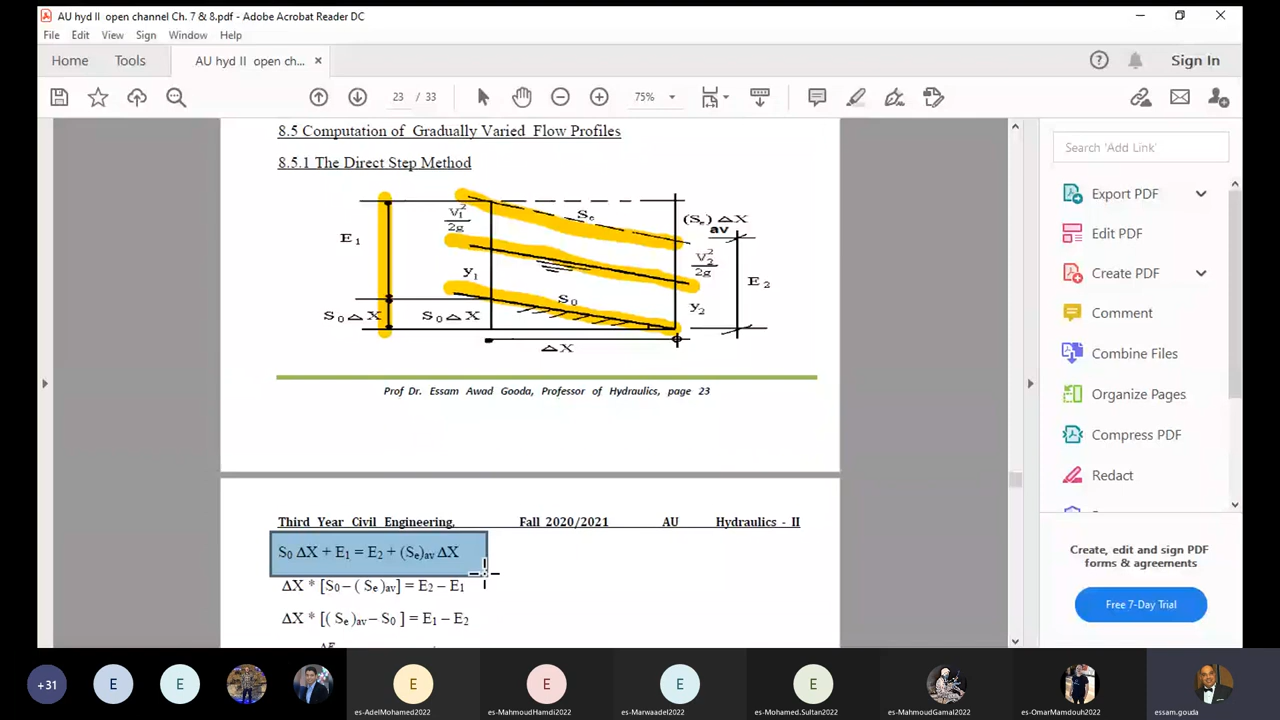 AU hyd II open channel Ch. 7 & 8.pdf - Adobe Acrobat Reader DC
File Edit View Sign Window Help
Home Tools AU hyd II open ch... × Sign In
23 / 33 75%
8.5 Computation of Gradually Varied Flow Profiles
8.5.1 The Direct Step Method
Se
V1²/2g
(Se) ΔX
av
E1
V2²/2g
y1
E2
S0
y2
S0 ΔX S0 ΔX
ΔX
Prof Dr. Essam Awad Gooda, Professor of Hydraulics, page 23
Third Year Civil Engineering, Fall 2020/2021 AU Hydraulics - II
S0 ΔX + E1 = E2 + (Se)av ΔX
ΔX * [S0 – ( Se )av] = E2 – E1
ΔX * [( Se )av – S0 ] = E1 – E2
Search 'Add Link'
Export PDF
Edit PDF
Create PDF
Comment
Combine Files
Organize Pages
Compress PDF
Redact
Create, edit and sign PDF
forms & agreements
Free 7-Day Trial
+31 E E E E E E
es-AdelMohamed2022 es-MahmoudHamdi2022 es-Marwaadel2022 es-Mohamed.Sultan2022 es-MahmoudGamal2022 es-OmarMamdouh2022 essam.gouda